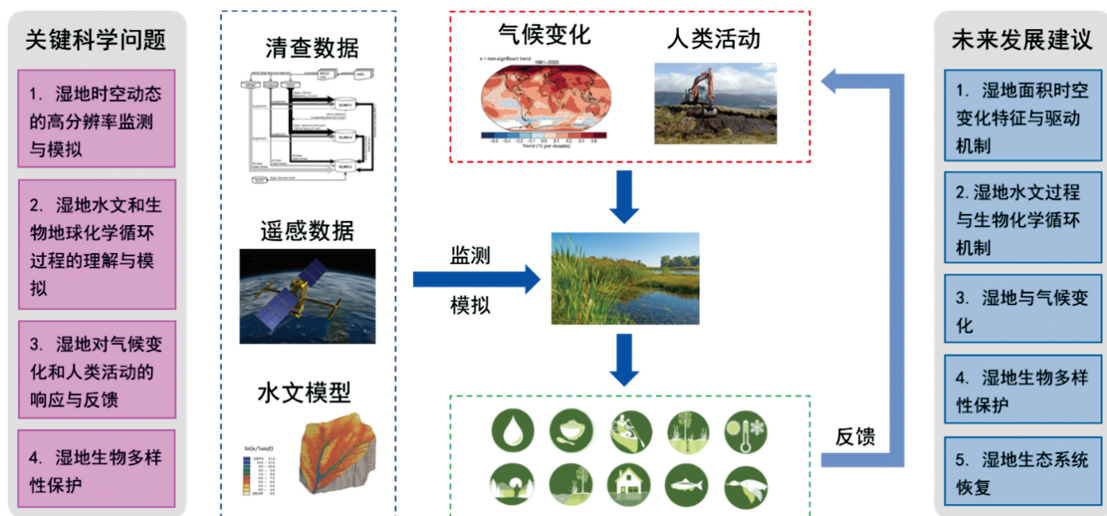 关键科学问题
1. 湿地时空动态
的高分辨率监测
与模拟
2. 湿地水文和生
物地球化学循环
过程的理解与模
拟
3. 湿地对气候变
化和人类活动的
响应与反馈
4. 湿地生物多样
性保护
清查数据
遥感数据
水文模型
监测
模拟
气候变化
人类活动
1981-2023
Trend (°C per decade)
反馈
未来发展建议
1. 湿地面积时空
变化特征与驱动
机制
2.湿地水文过程
与生物化学循环
机制
3. 湿地与气候变
化
4. 湿地生物多样
性保护
5. 湿地生态系统
恢复